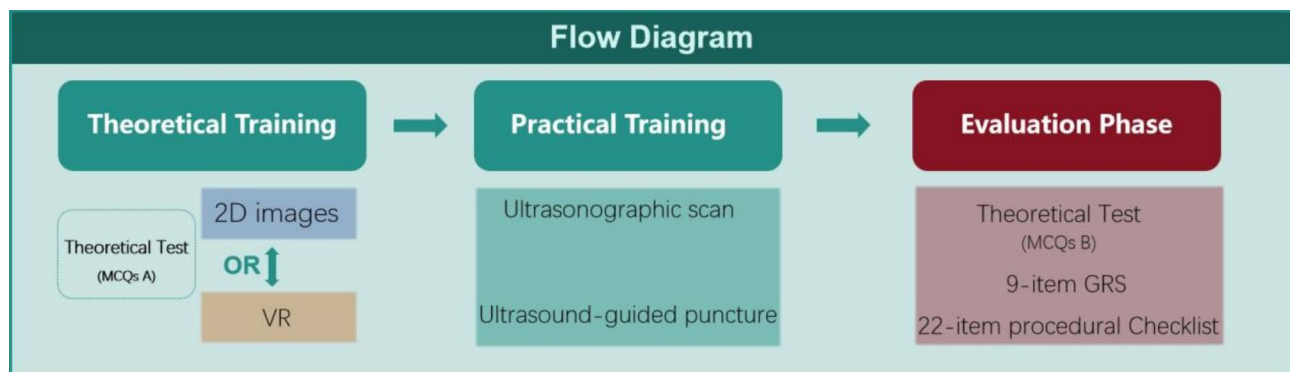 Flow Diagram
Theoretical Training
Practical Training
Evaluation Phase
Theoretical Test
(MCQs A)
2D images
OR
VR
Ultrasonographic scan
Ultrasound-guided puncture
Theoretical Test
(MCQs B)
9-item GRS
22-item procedural Checklist